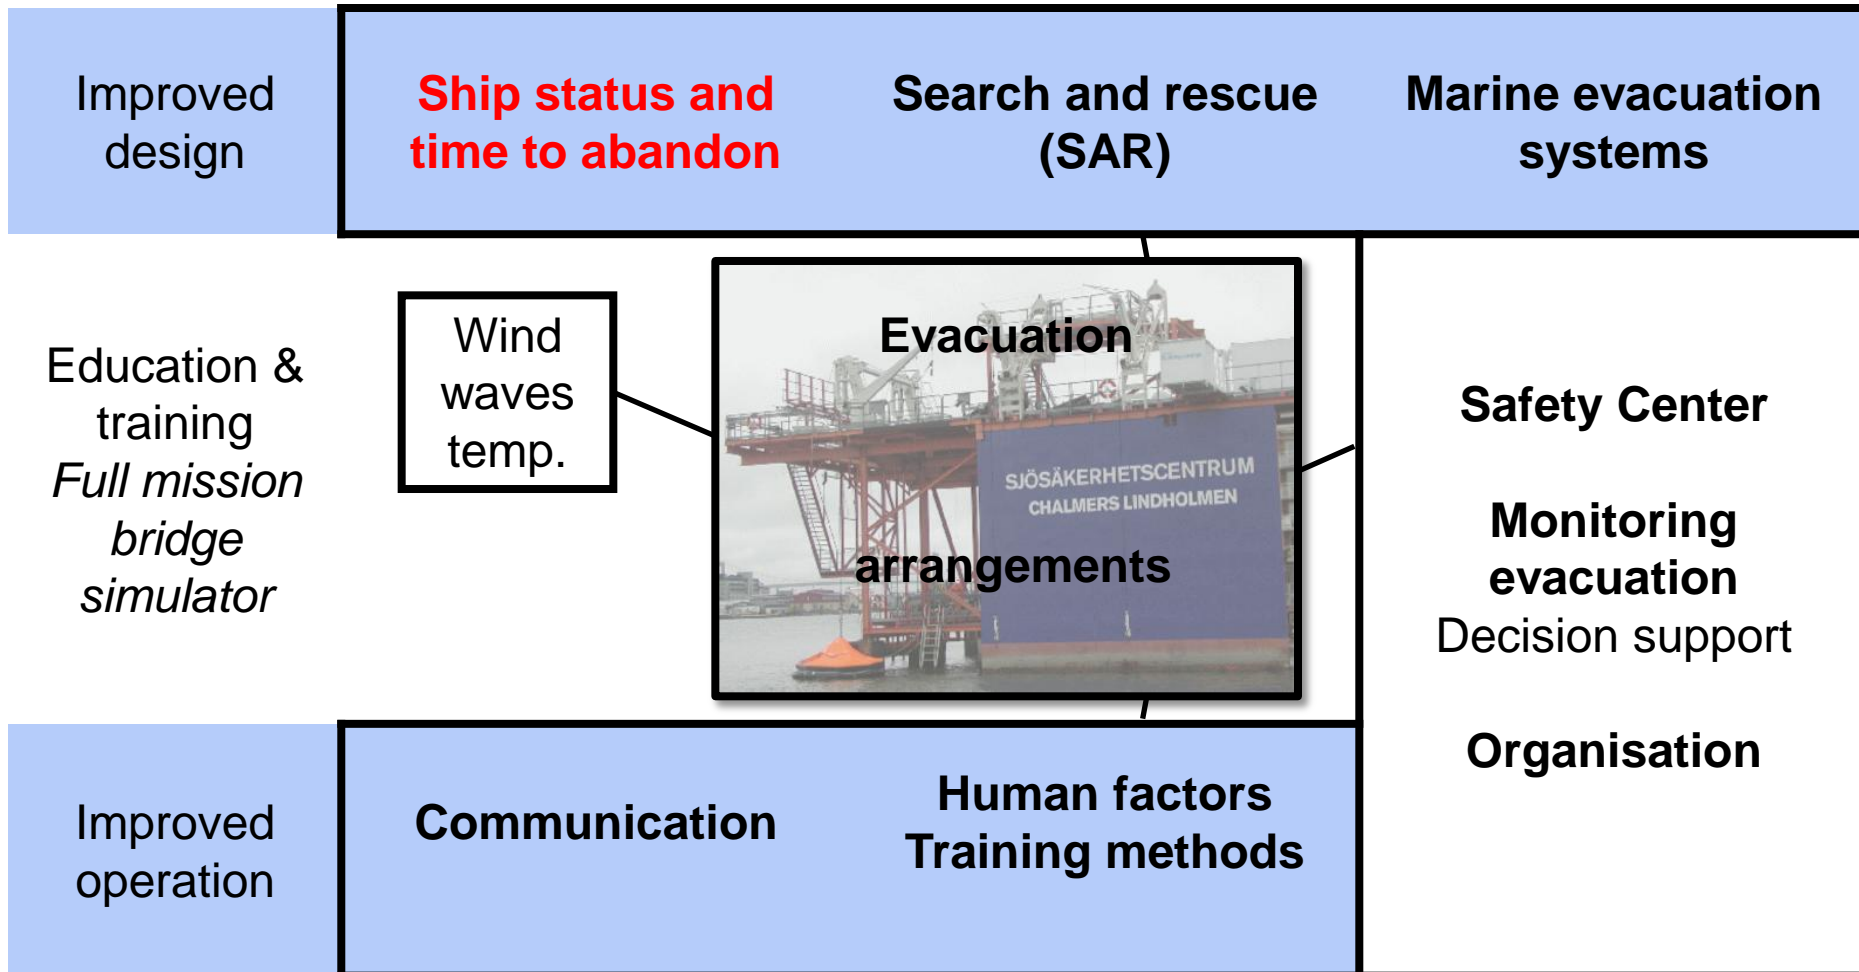 Improved
design
Ship status and
time to abandon
Search and rescue
(SAR)
Marine evacuation
systems
Education &
training
Full mission
bridge
simulator
Wind
waves
temp.
Evacuation
SJÖSÄKERHETSCENTRUM
CHALMERS LINDHOLMEN
arrangements
Safety Center
Monitoring
evacuation
Decision support
Organisation
Improved
operation
Communication
Human factors
Training methods